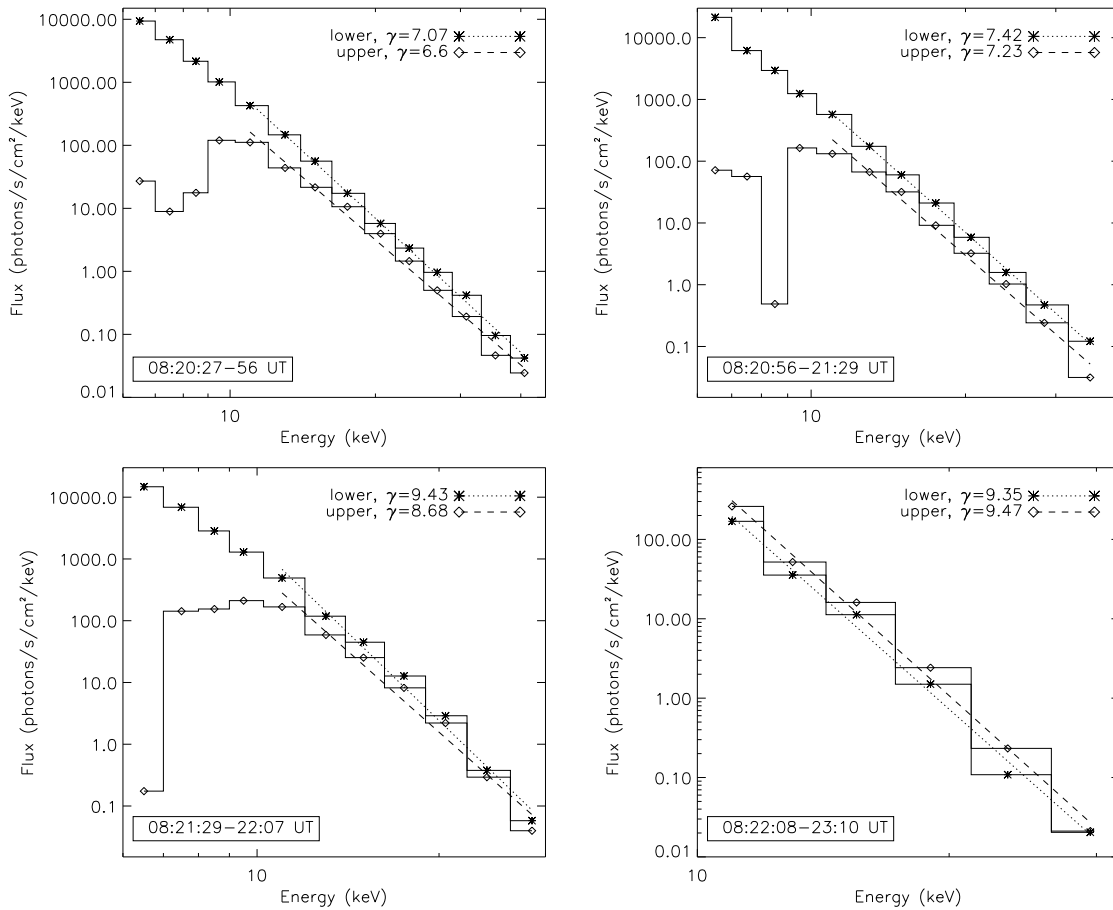 10000.00
1000.00
100.00
10.00
1.00
0.10
0.01
Flux (photons/s/cm²/keV)
lower, γ=7.07
upper, γ=6.6
08:20:27−56 UT
10
Energy (keV)
10000.0
1000.0
100.0
10.0
1.0
0.1
Flux (photons/s/cm²/keV)
lower, γ=7.42
upper, γ=7.23
08:20:56−21:29 UT
10
Energy (keV)
10000.0
1000.0
100.0
10.0
1.0
0.1
Flux (photons/s/cm²/keV)
lower, γ=9.43
upper, γ=8.68
08:21:29−22:07 UT
10
Energy (keV)
100.00
10.00
1.00
0.10
0.01
Flux (photons/s/cm²/keV)
lower, γ=9.35
upper, γ=9.47
08:22:08−23:10 UT
10
Energy (keV)